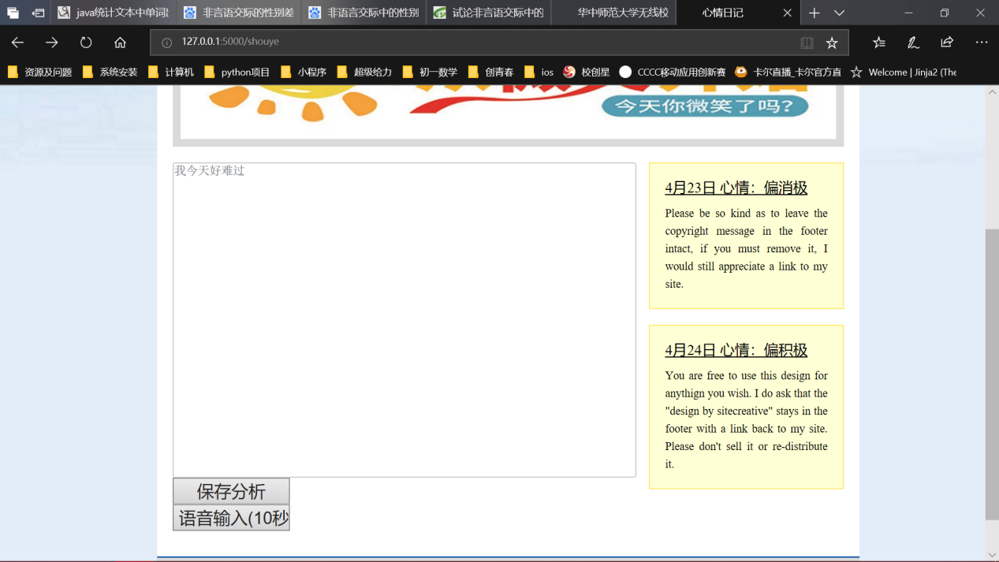 java统计文本中单词
非言语交际的性别差
非语言交际中的性别
试论非言语交际中的
华中师范大学无线校
心情日记
127.0.0.1:5000/shouye
资源及问题
系统安装
计算机
python项目
小程序
超级给力
初一数学
创青春
ios
校创星
CCCC移动应用创新赛
卡尔直播_卡尔官方直
Welcome | Jinja2 (The
今天你微笑了吗?
我今天好难过
保存分析
语音输入(10秒
4月23日 心情：偏消极
Please be so kind as to leave the
copyright message in the footer
intact, if you must remove it, I
would still appreciate a link to my
site.
4月24日 心情：偏积极
You are free to use this design for
anythign you wish. I do ask that the
"design by sitecreative" stays in the
footer with a link back to my site.
Please don't sell it or re-distribute
it.